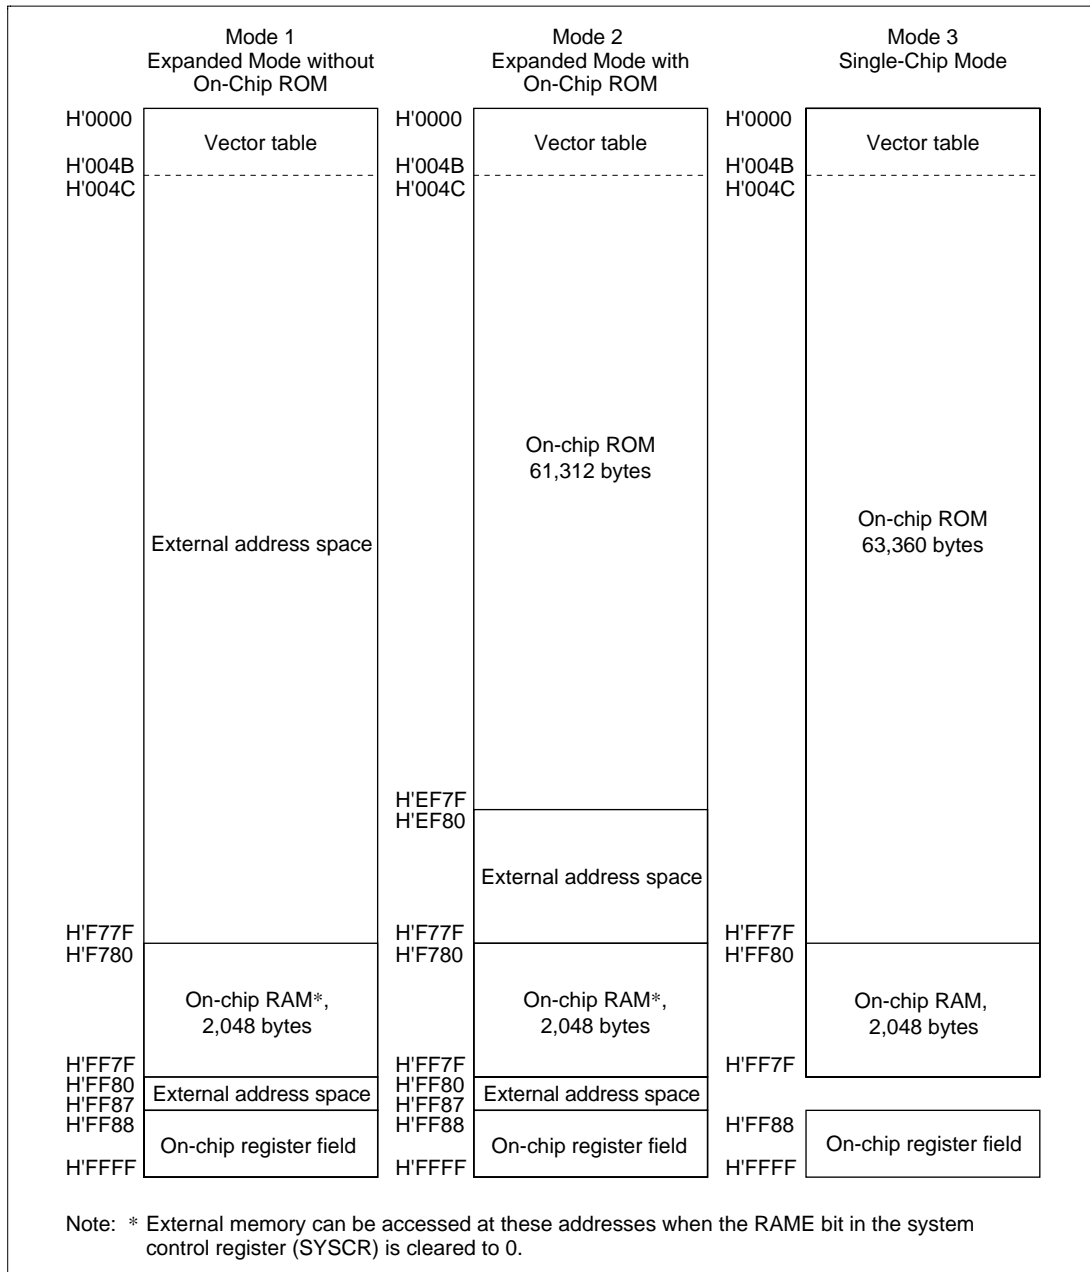 Mode 1
Expanded Mode without
On-Chip ROM
H'0000
Vector table
H'004B
H'004C
External address space
H'F77F
H'F780
On-chip RAM*,
2,048 bytes
H'FF7F
H'FF80
External address space
H'FF87
H'FF88
On-chip register field
H'FFFF
Mode 2
Expanded Mode with
On-Chip ROM
H'0000
Vector table
H'004B
H'004C
On-chip ROM
61,312 bytes
H'EF7F
H'EF80
External address space
H'F77F
H'F780
On-chip RAM*,
2,048 bytes
H'FF7F
H'FF80
External address space
H'FF87
H'FF88
On-chip register field
H'FFFF
Mode 3
Single-Chip Mode
H'0000
Vector table
H'004B
H'004C
On-chip ROM
63,360 bytes
H'FF7F
H'FF80
On-chip RAM,
2,048 bytes
H'FF7F
H'FF88
On-chip register field
H'FFFF
Note: * External memory can be accessed at these addresses when the RAME bit in the system
control register (SYSCR) is cleared to 0.